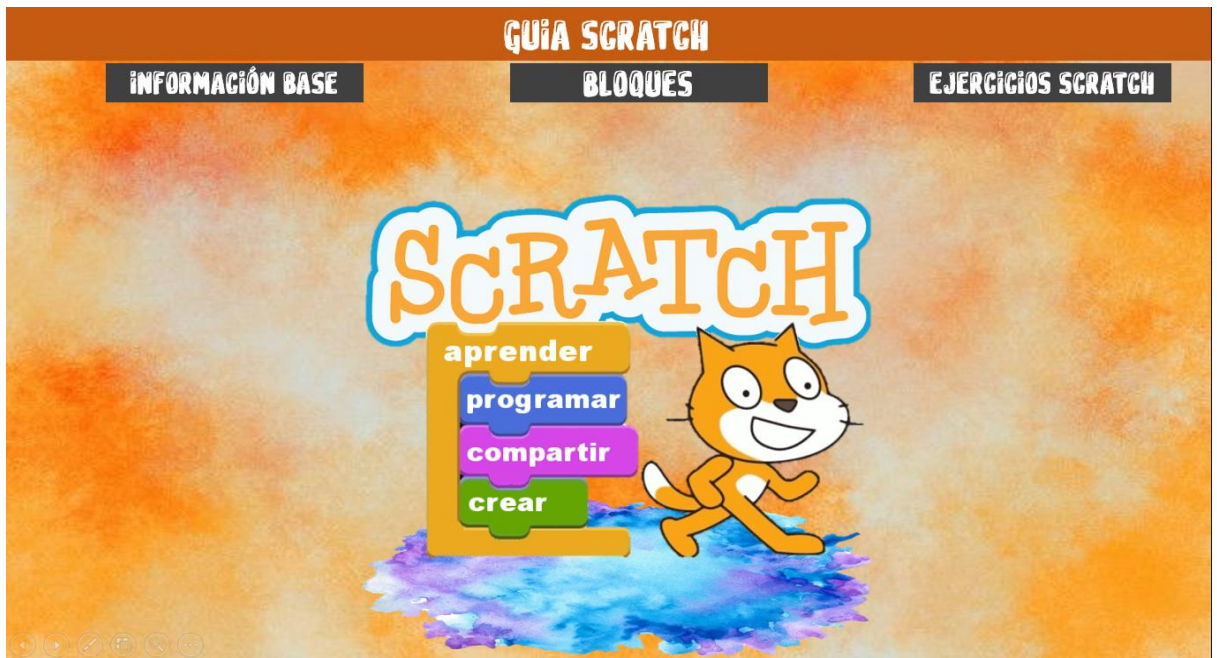 GUiA SCRATCH
iNFORMACiÓN BASE
BLOQUES
EJERCiCiOS SCRATCH
SCRATCH
aprender
programar
compartir
crear